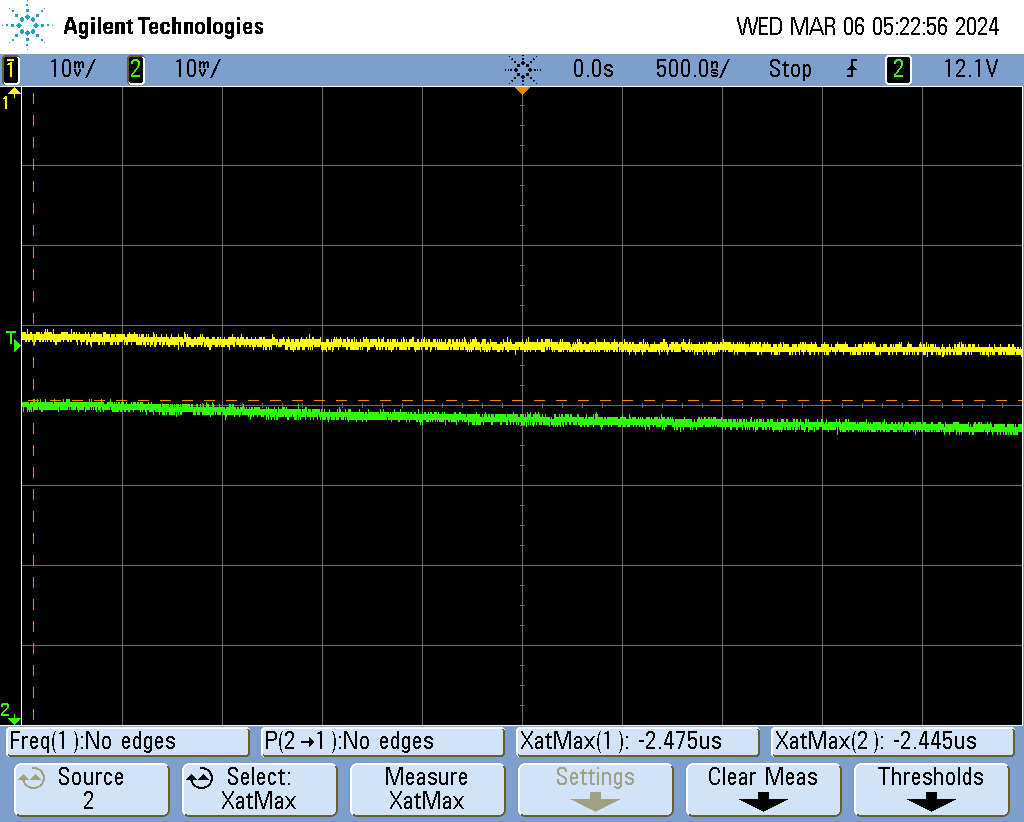 Agilent Technologies WED MAR 06 05:22:56 2024
1 10mV/ 2 10mV/ 0.0s 500.0ns/ Stop 2 12.1V
1
T
2
Freq(1):No edges P(2→1):No edges XatMax(1): -2.475us XatMax(2): -2.445us
Source Select: Measure Settings Clear Meas Thresholds
2 XatMax XatMax